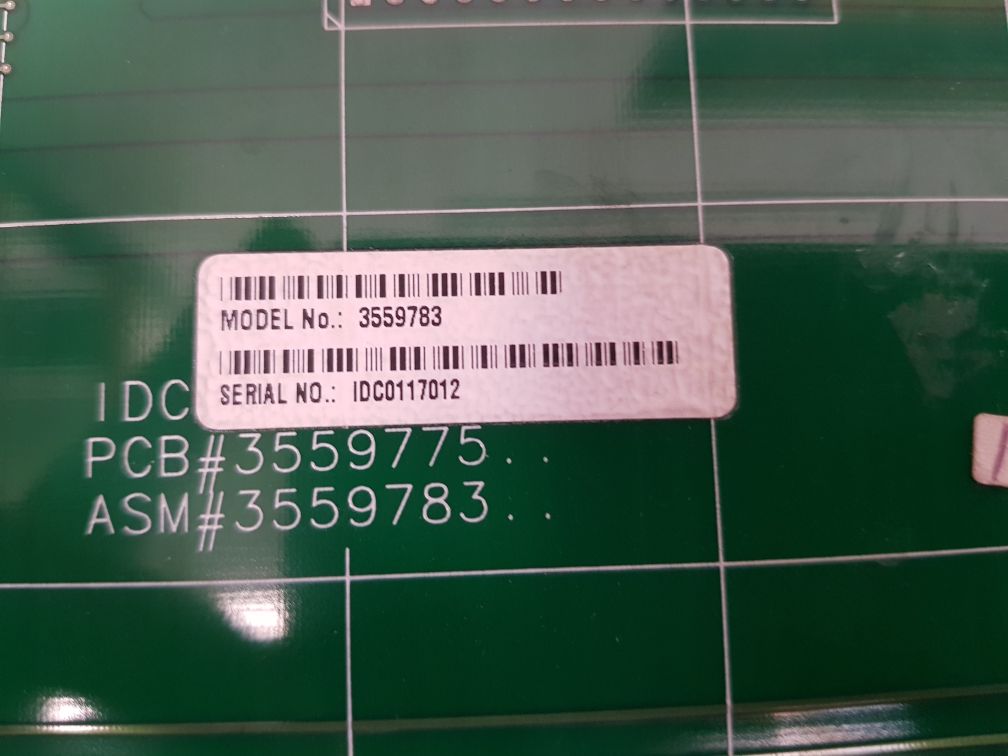 MODEL No.: 3559783
SERIAL NO.: IDC0117012
IDC
PCB#3559775..
ASM#3559783..